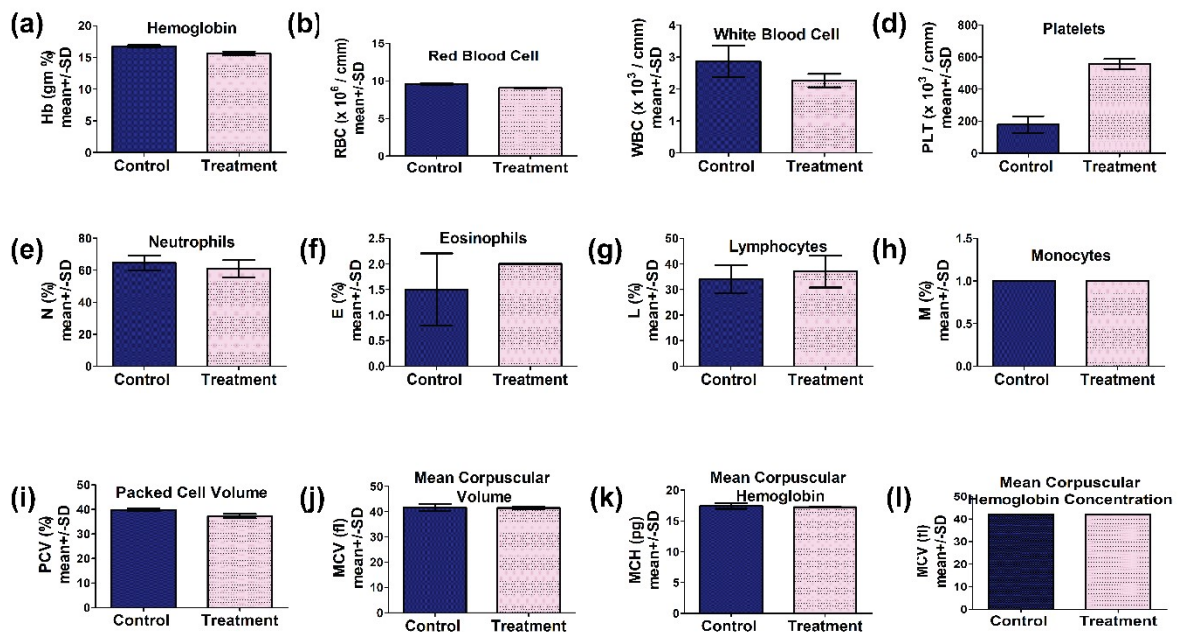 (a)
Hemoglobin
Hb (gm %)
mean+/-SD
20
15
10
5
0
Control Treatment
(b)
Red Blood Cell
RBC (x 10⁶ / cmm)
mean+/-SD
15
10
5
0
Control Treatment
White Blood Cell
WBC (x 10³ / cmm)
mean+/-SD
4
3
2
1
0
Control Treatment
(d)
Platelets
PLT (x 10³ / cmm)
mean+/-SD
800
600
400
200
0
Control Treatment
(e)
Neutrophils
N (%)
mean+/-SD
80
60
40
20
0
Control Treatment
(f)
Eosinophils
E (%)
mean+/-SD
2.5
2.0
1.5
1.0
0.5
0.0
Control Treatment
(g)
Lymphocytes
L (%)
mean+/-SD
50
40
30
20
10
0
Control Treatment
(h)
Monocytes
M (%)
mean+/-SD
1.5
1.0
0.5
0.0
Control Treatment
(i)
Packed Cell Volume
PCV (%)
mean+/-SD
50
40
30
20
10
0
Control Treatment
(j)
Mean Corpuscular
Volume
MCV (fl)
mean+/-SD
50
40
30
20
10
0
Control Treatment
(k)
Mean Corpuscular
Hemoglobin
MCH (pg)
mean+/-SD
20
15
10
5
0
Control Treatment
(l)
Mean Corpuscular
Hemoglobin Concentration
MCV (fl)
mean+/-SD
50
40
30
20
10
0
Control Treatment